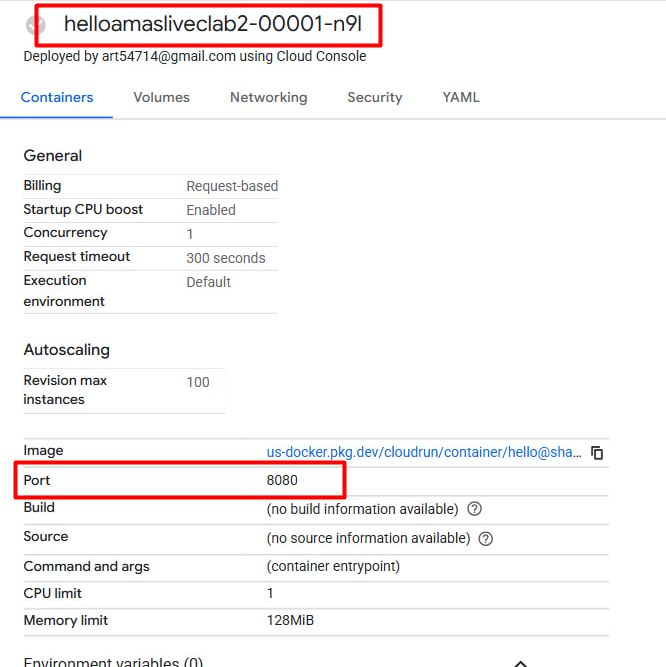 helloamasliveclab2-00001-n9l
Deployed by art54714@gmail.com using Cloud Console
Containers Volumes Networking Security YAML
General
Billing Request-based
Startup CPU boost Enabled
Concurrency 1
Request timeout 300 seconds
Execution environment Default
Autoscaling
Revision max instances 100
Image us-docker.pkg.dev/cloudrun/container/hello@sha...
Port 8080
Build (no build information available)
Source (no source information available)
Command and args (container entrypoint)
CPU limit 1
Memory limit 128MiB
Environment variables (0)